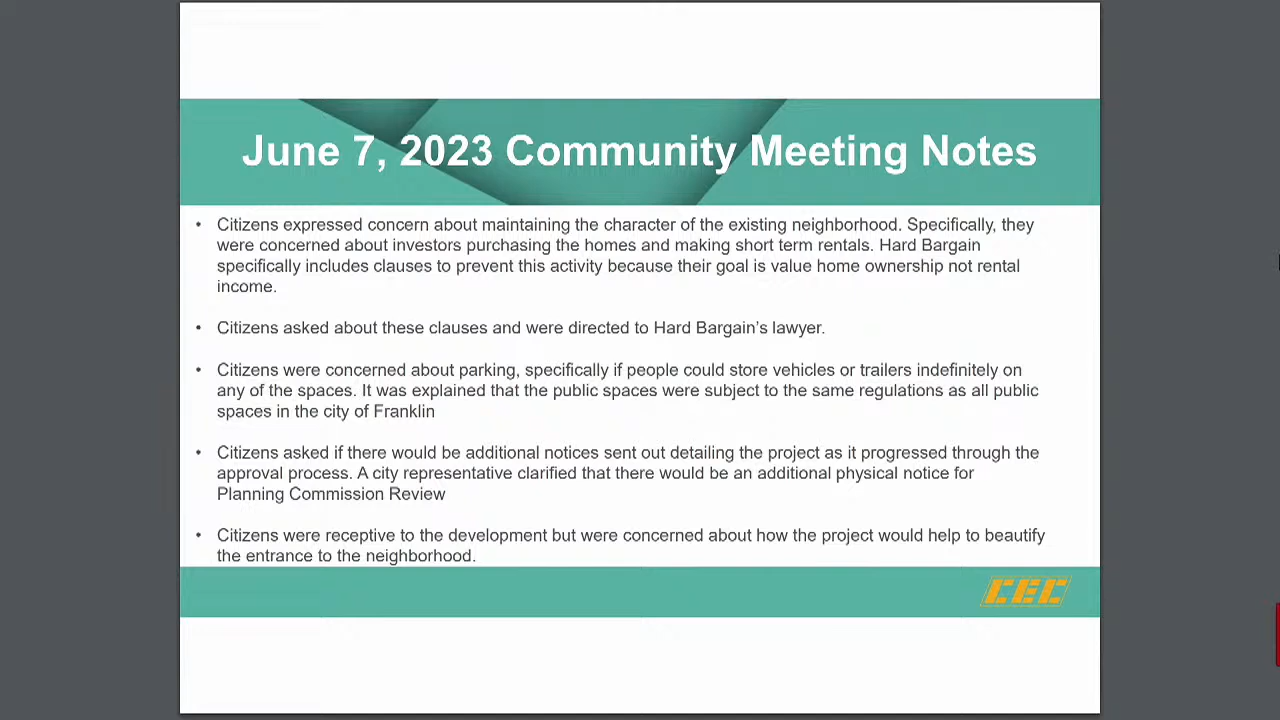 June 7, 2023 Community Meeting Notes
• Citizens expressed concern about maintaining the character of the existing neighborhood. Specifically, they
were concerned about investors purchasing the homes and making short term rentals. Hard Bargain
specifically includes clauses to prevent this activity because their goal is value home ownership not rental
income.
• Citizens asked about these clauses and were directed to Hard Bargain’s lawyer.
• Citizens were concerned about parking, specifically if people could store vehicles or trailers indefinitely on
any of the spaces. It was explained that the public spaces were subject to the same regulations as all public
spaces in the city of Franklin
• Citizens asked if there would be additional notices sent out detailing the project as it progressed through the
approval process. A city representative clarified that there would be an additional physical notice for
Planning Commission Review
• Citizens were receptive to the development but were concerned about how the project would help to beautify
the entrance to the neighborhood.
CEC